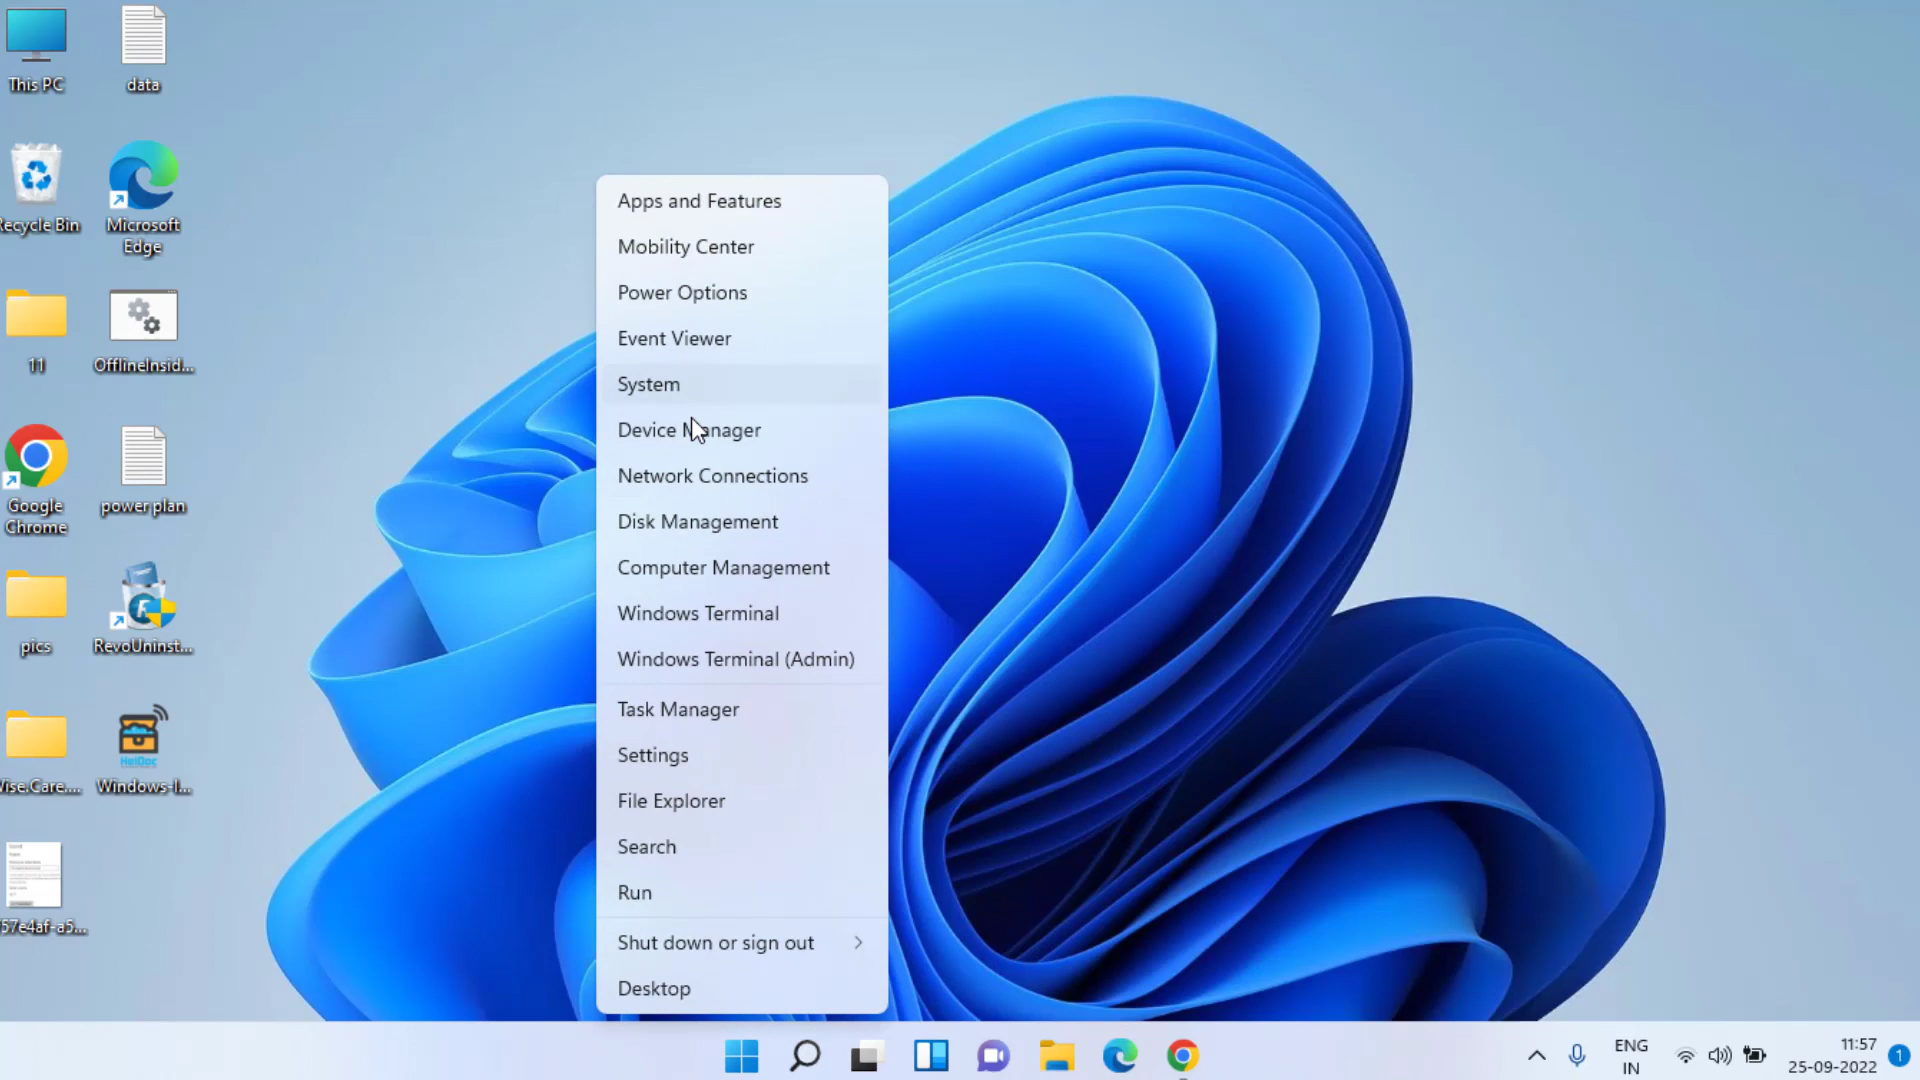 This PC
data
Recycle Bin
Microsoft
Edge
11
OfflineInsid...
Google
Chrome
power plan
pics
RevoUninst...
HeiDoc
Windows-I...
Wise.Care....
57e4af-a5...
Apps and Features
Mobility Center
Power Options
Event Viewer
System
Device Manager
Network Connections
Disk Management
Computer Management
Windows Terminal
Windows Terminal (Admin)
Task Manager
Settings
File Explorer
Search
Run
Shut down or sign out
Desktop
ENG
IN
11:57
25-09-2022
1